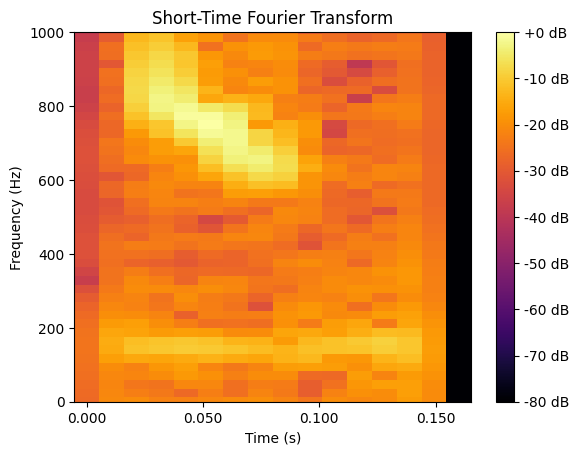 Short-Time Fourier Transform
1000
800
600
400
200
0
Frequency (Hz)
0.000
0.050
0.100
0.150
Time (s)
+0 dB
-10 dB
-20 dB
-30 dB
-40 dB
-50 dB
-60 dB
-70 dB
-80 dB